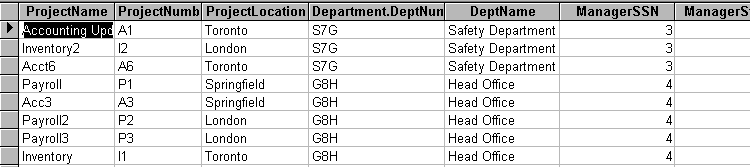 ProjectName ProjectNumb ProjectLocation Department.DeptNun DeptName ManagerSSN ManagerS
Accounting Upd A1 Toronto S7G Safety Department 3
Inventory2 I2 London S7G Safety Department 3
Acct6 A6 Toronto S7G Safety Department 3
Payroll P1 Springfield G8H Head Office 4
Acc3 A3 Springfield G8H Head Office 4
Payroll2 P2 London G8H Head Office 4
Payroll3 P3 London G8H Head Office 4
Inventory I1 Toronto G8H Head Office 4